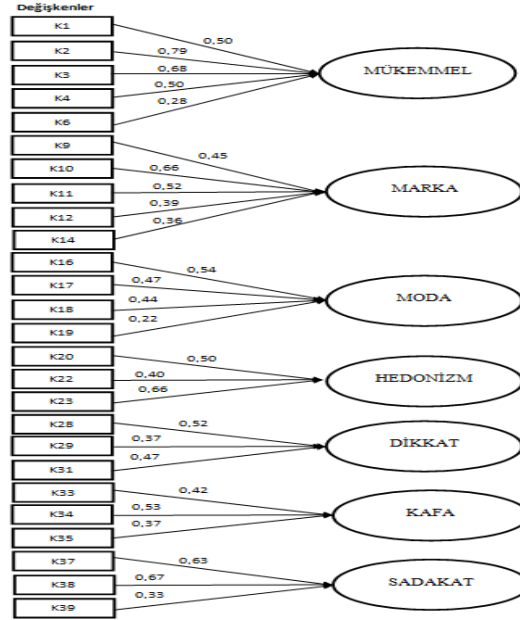 Değişkenler
K1
0,50
K2
0,79
MÜKEMMEL
K3
0,68
K4
0,50
K6
0,28
K9
0,45
K10
0,66
MARKA
K11
0,52
K12
0,39
K14
0,36
K16
0,54
K17
0,47
MODA
K18
0,44
K19
0,22
K20
0,50
HEDONİZM
K22
0,40
K23
0,66
K28
0,52
DİKKAT
K29
0,37
K31
0,47
K33
0,42
KAFA
K34
0,53
K35
0,37
K37
0,63
SADAKAT
K38
0,67
K39
0,33